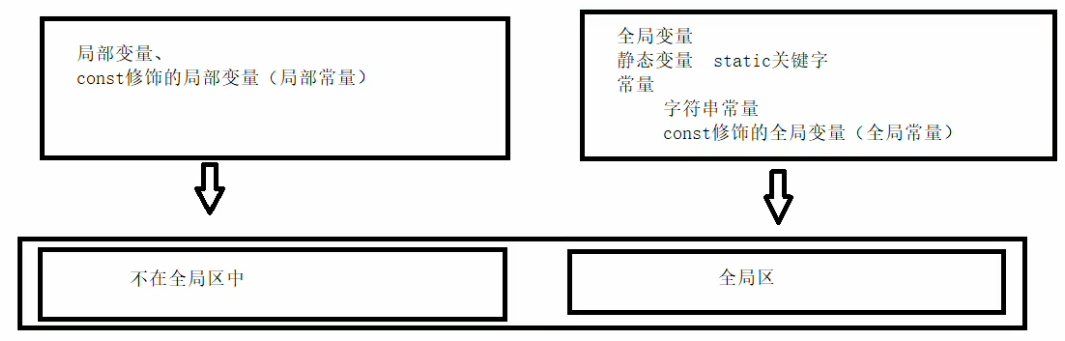 局部变量、
const修饰的局部变量（局部常量）
全局变量
静态变量  static关键字
常量
字符串常量
const修饰的全局变量（全局常量）
不在全局区中
全局区